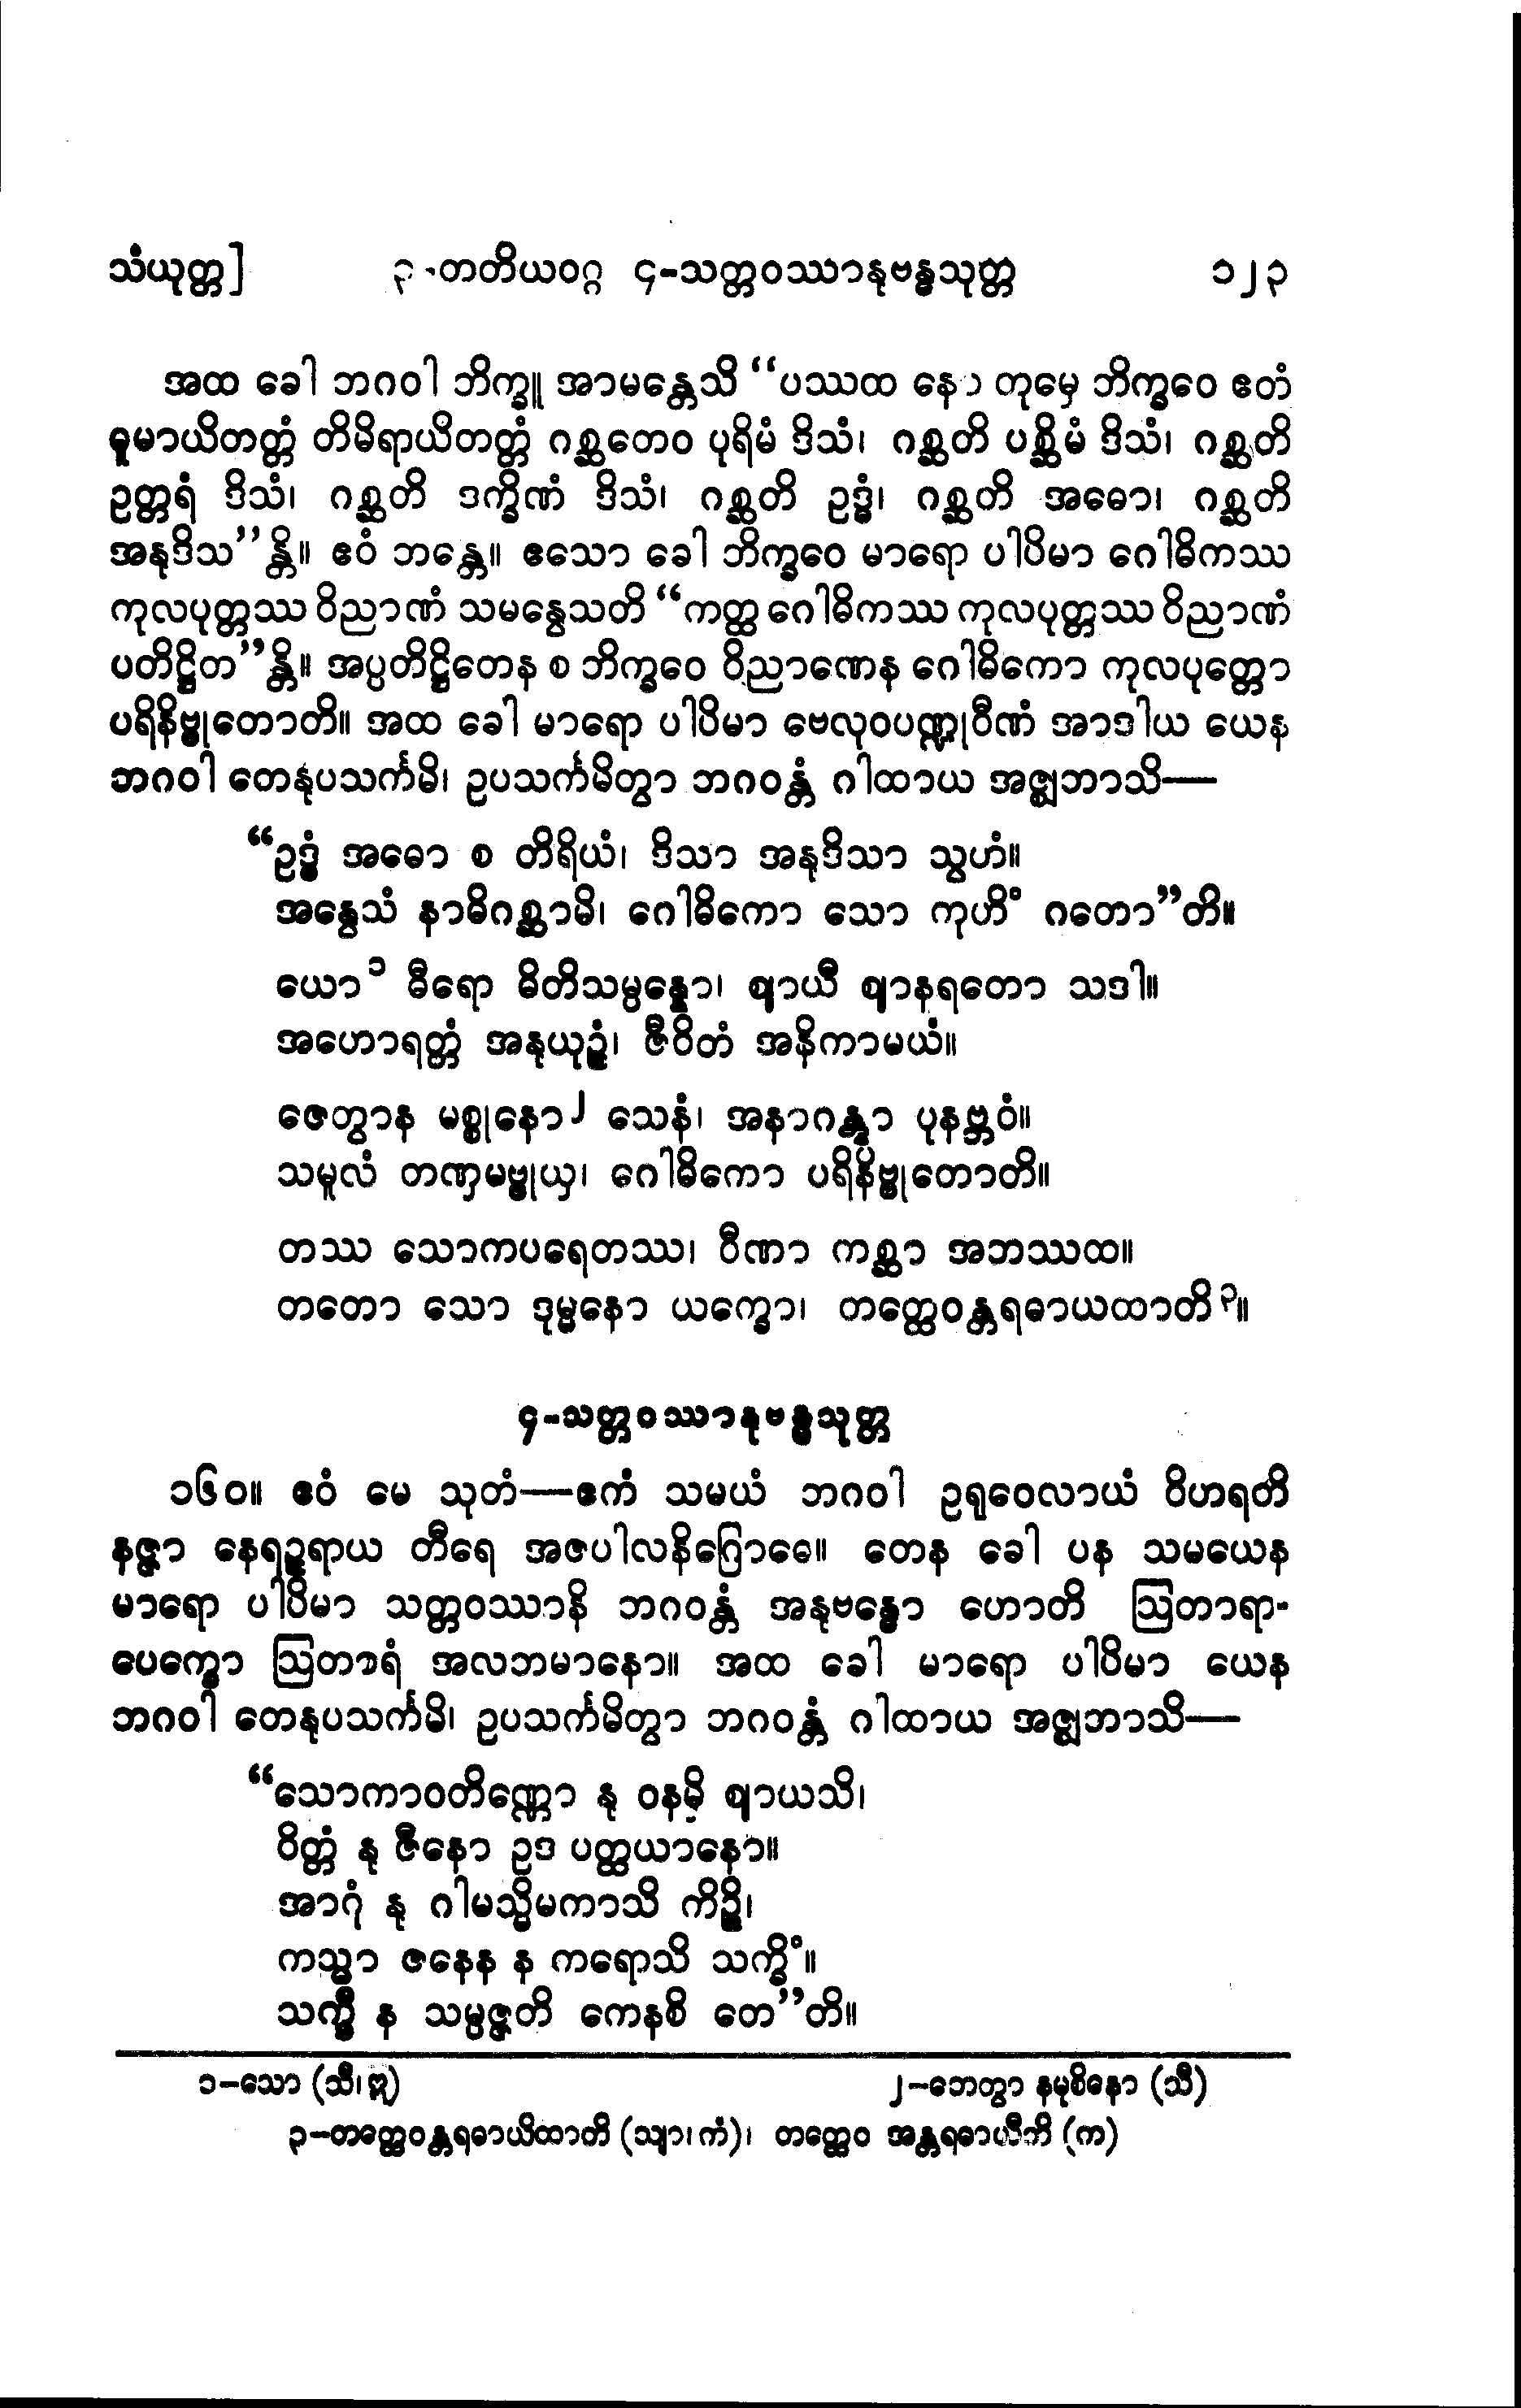 သံယုတ္တ] ၃-တတိယဝဂ္ဂ ၄-သတ္တဝဿာနုဗန္ဓသုတ္တ ၁၂၃
အထ ခေါ ဘဂဝါ ဘိက္ခူ အာမန္တေသိ “ပဿထ နော တုမှေ ဘိက္ခဝေ ဧတံ
ဓူမာယိတတ္တံ တိမိရာယိတတ္တံ ဂစ္ဆတေဝ ပုရိမံ ဒိသံ၊ ဂစ္ဆတိ ပစ္ဆိမံ ဒိသံ၊ ဂစ္ဆတိ
ဥတ္တရံ ဒိသံ၊ ဂစ္ဆတိ ဒက္ခိဏံ ဒိသံ၊ ဂစ္ဆတိ ဥဒ္ဓံ၊ ဂစ္ဆတိ အဓော၊ ဂစ္ဆတိ
အနုဒိသ”န္တိ။ ဧဝံ ဘန္တေ။ ဧသော ခေါ ဘိက္ခဝေ မာရော ပါပိမာ ဂေါဓိကဿ
ကုလပုတ္တဿ ဝိညာဏံ သမန္ဝေသတိ “ကတ္ထ ဂေါဓိကဿ ကုလပုတ္တဿ ဝိညာဏံ
ပတိဋ္ဌိတ”န္တိ။ အပ္ပတိဋ္ဌိတေန စ ဘိက္ခဝေ ဝိညာဏေန ဂေါဓိကော ကုလပုတ္တော
ပရိနိဗ္ဗုတောတိ။ အထ ခေါ မာရော ပါပိမာ ဗေလုဝပဏ္ဍုဝီဏံ အာဒါယ ယေန
ဘဂဝါ တေနုပသင်္ကမိ၊ ဥပသင်္ကမိတွာ ဘဂဝန္တံ ဂါထာယ အဇ္ဈဘာသိ—
“ဥဒ္ဓံ အဓော စ တိရိယံ၊ ဒိသာ အနုဒိသာ သွဟံ။
အန္ဝေသံ နာဓိဂစ္ဆာမိ၊ ဂေါဓိကော သော ကုဟိံ ဂတော”တိ။
ယော၁ ဓီရော ဓိတိသမ္ပန္နော၊ ဈာယီ ဈာနရတော သဒါ။
အဟောရတ္တံ အနုယုဉ္ဇံ၊ ဇီဝိတံ အနိကာမယံ။
ဇေတွာန မစ္စုနော၂ သေနံ၊ အနာဂန္တွာ ပုနဗ္ဘဝံ။
သမူလံ တဏှမဗ္ဗုယှ၊ ဂေါဓိကော ပရိနိဗ္ဗုတောတိ။
တဿ သောကပရေတဿ၊ ဝီဏာ ကစ္ဆာ အဘဿထ။
တတော သော ဒုမ္မနော ယက္ခော၊ တတ္ထေဝန္တရဓာယထာတိ၃။
၄-သတ္တဝဿာနုဗန္ဓသုတ္တ
၁၆၀။ ဧဝံ မေ သုတံ—ဧကံ သမယံ ဘဂဝါ ဥရုဝေလာယံ ဝိဟရတိ
နဇ္ဇာ နေရဉ္ဇရာယ တီရေ အဇပါလနိဂြောဓေ။ တေန ခေါ ပန သမယေန
မာရော ပါပိမာ သတ္တဝဿာနိ ဘဂဝန္တံ အနုဗန္ဓော ဟောတိ ဩတာရာ-
ပေက္ခော ဩတာရံ အလဘမာနော။ အထ ခေါ မာရော ပါပိမာ ယေန
ဘဂဝါ တေနုပသင်္ကမိ၊ ဥပသင်္ကမိတွာ ဘဂဝန္တံ ဂါထာယ အဇ္ဈဘာသိ—
“သောကာဝတိဏ္ဏော နု ဝနမှိ ဈာယသိ၊
ဝိတ္တံ နု ဇီနော ဥဒ ပတ္ထယာနော။
အာဂုံ နု ဂါမသ္မိမကာသိ ကိဉ္စိ၊
ကသ္မာ ဇနေန န ကရောသိ သက္ခိံ။
သက္ခီ န သမ္ပဇ္ဇတိ ကေနစိ တေ”တိ။
၁-သော (သီ၊ ဣ) ၂-ဘေတွာ နမုစိနော (သီ)
၃-တတ္ထေဝန္တရဓာယိထာတိ (သျာ၊ ကံ)၊ တတ္ထေဝ အန္တရဓာယီတိ (က)